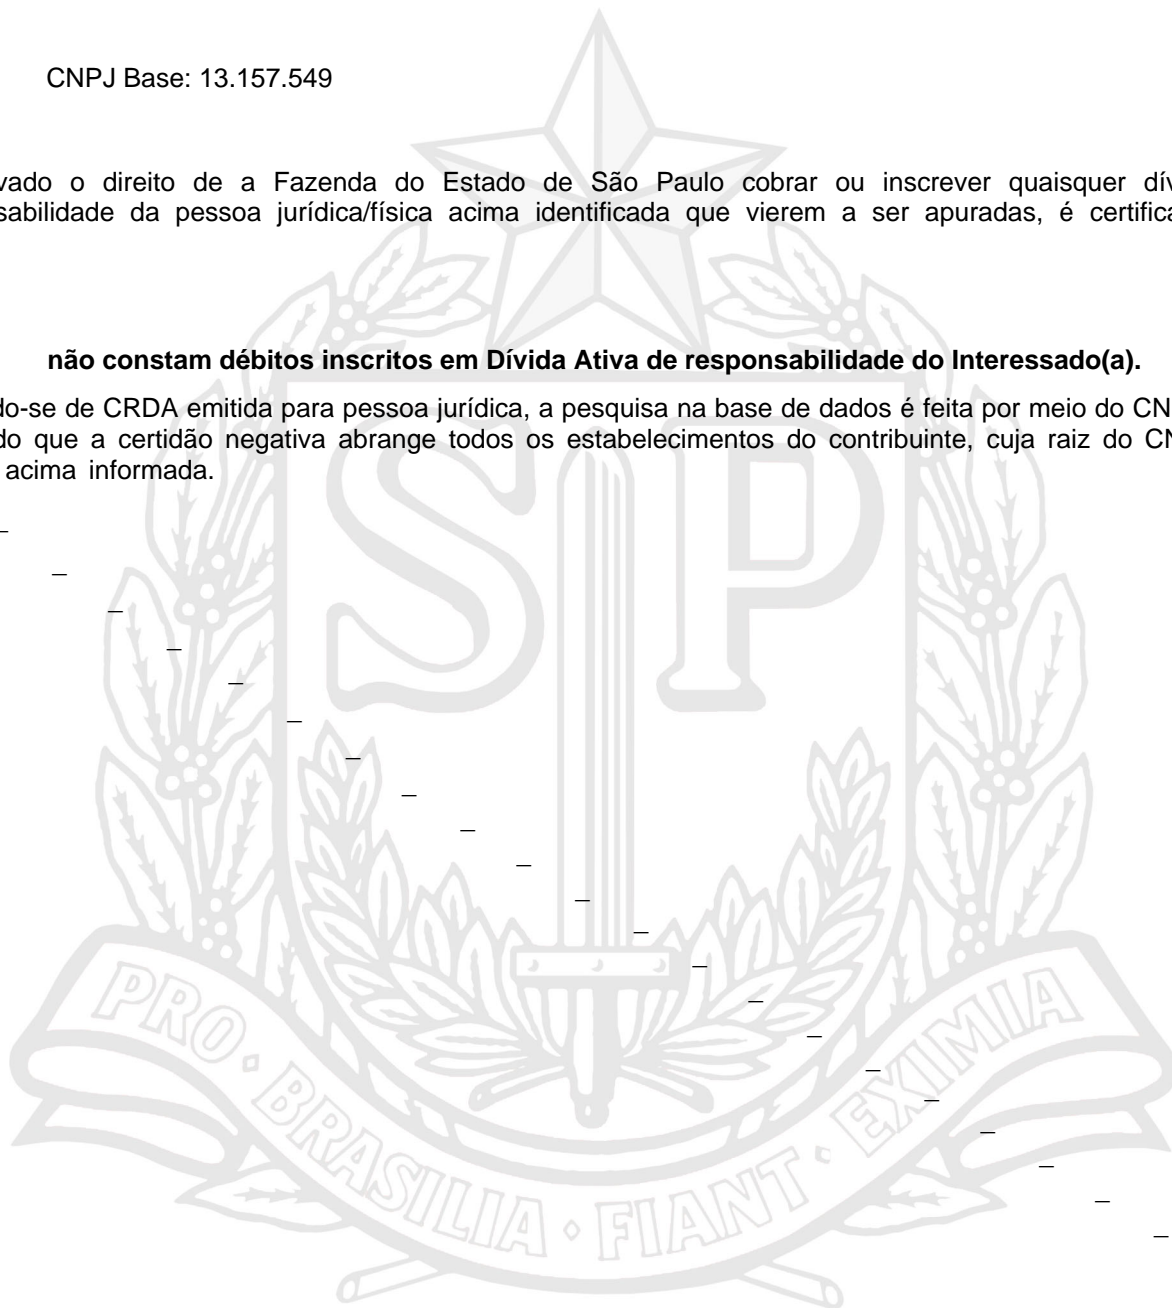 CNPJ Base: 13.157.549
vado o direito de a Fazenda do Estado de São Paulo cobrar ou inscrever quaisquer dív
sabilidade da pessoa jurídica/física acima identificada que vierem a ser apuradas, é certifica
não constam débitos inscritos em Dívida Ativa de responsabilidade do Interessado(a).
do-se de CRDA emitida para pessoa jurídica, a pesquisa na base de dados é feita por meio do CN
do que a certidão negativa abrange todos os estabelecimentos do contribuinte, cuja raiz do CN
acima informada.
SP
PRO • BRASILIA • FIANT • EXIMIA